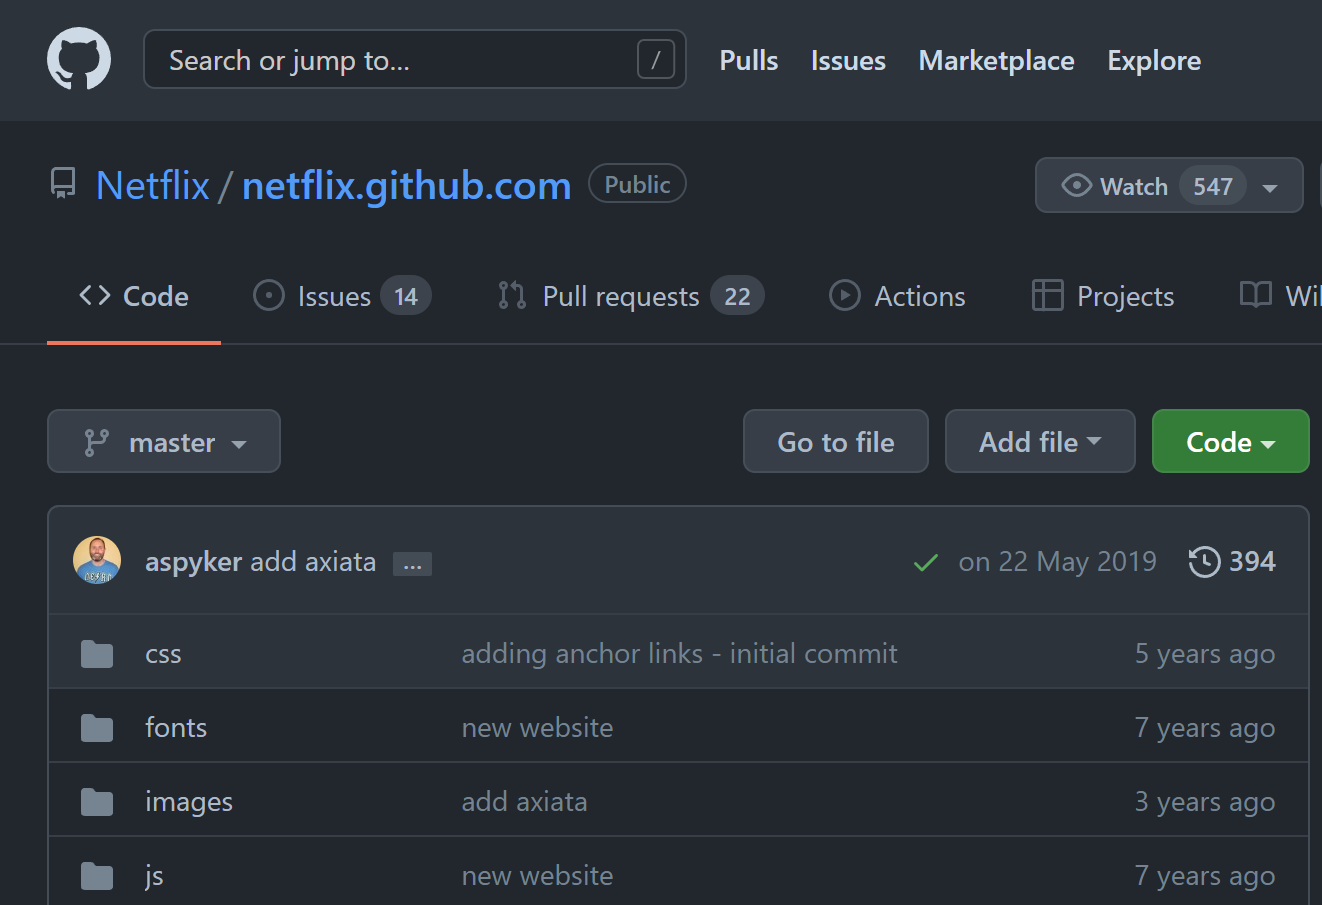 Search or jump to... / Pulls Issues Marketplace Explore
Netflix / netflix.github.com Public Watch 547
Code Issues 14 Pull requests 22 Actions Projects Wi
master Go to file Add file Code
aspyker add axiata ... on 22 May 2019 394
css adding anchor links - initial commit 5 years ago
fonts new website 7 years ago
images add axiata 3 years ago
js new website 7 years ago